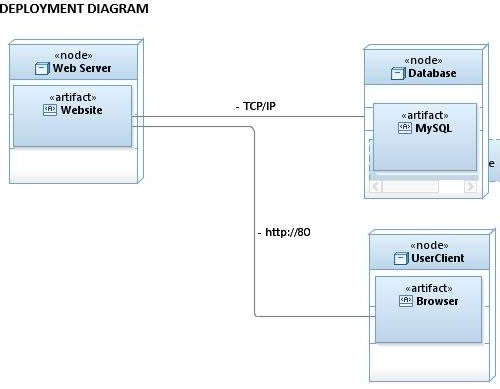 DEPLOYMENT DIAGRAM
«node»
Web Server
«artifact»
Website
- TCP/IP
«node»
Database
«artifact»
MySQL
- http://80
«node»
UserClient
«artifact»
Browser